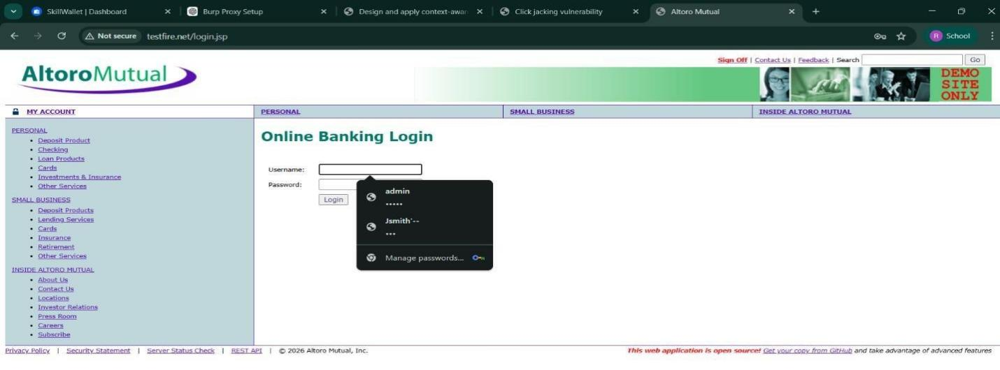 SkillWallet | Dashboard
Burp Proxy Setup
Design and apply context-awar
Click jacking vulnerability
Altoro Mutual
Not secure testfire.net/login.jsp
R School
Sign Off | Contact Us | Feedback | Search Go
AltoroMutual
DEMO
SITE
ONLY
MY ACCOUNT
PERSONAL
SMALL BUSINESS
INSIDE ALTORO MUTUAL
PERSONAL
Deposit Product
Checking
Loan Products
Cards
Investments & Insurance
Other Services
SMALL BUSINESS
Deposit Products
Lending Services
Cards
Insurance
Retirement
Other Services
INSIDE ALTORO MUTUAL
About Us
Contact Us
Locations
Investor Relations
Press Room
Careers
Subscribe
Online Banking Login
Username:
Password:
Login
admin
•••••
Jsmith'--
•••
Manage passwords...
Privacy Policy | Security Statement | Server Status Check | REST API | © 2026 Altoro Mutual, Inc.
This web application is open source! Get your copy from GitHub and take advantage of advanced features